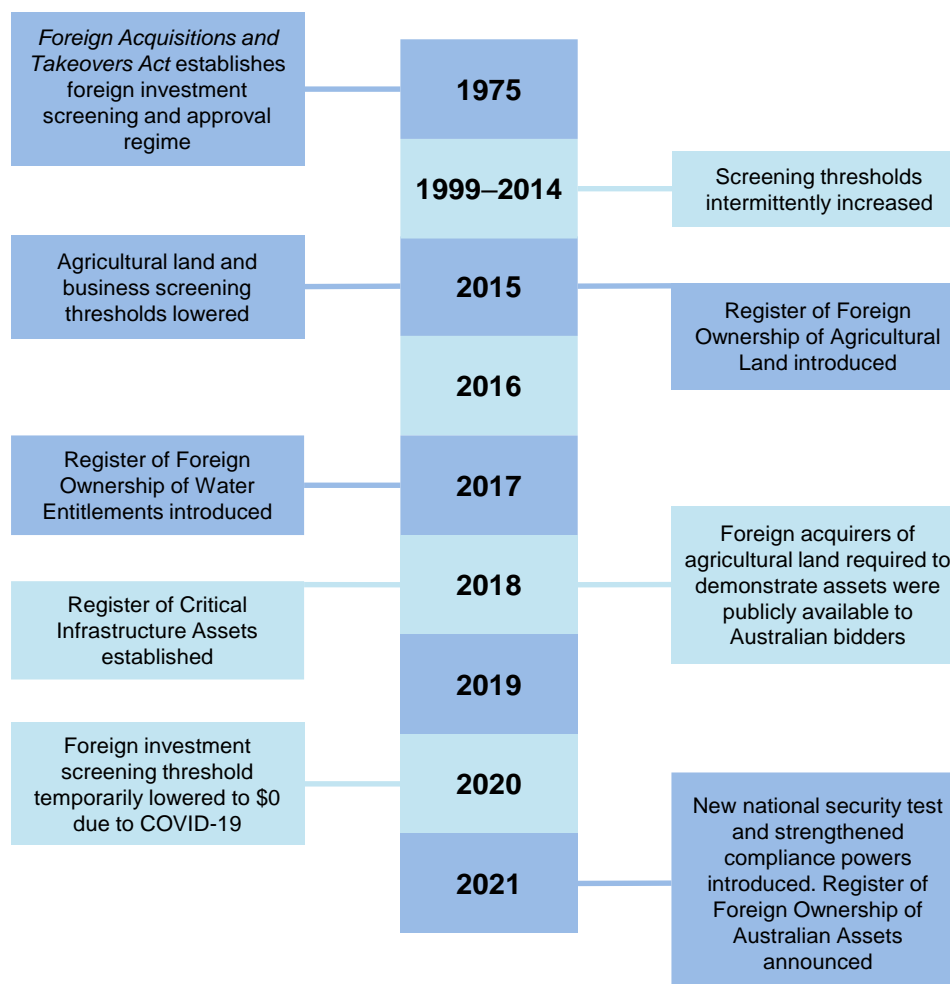 Foreign Acquisitions and
Takeovers Act establishes
foreign investment
screening and approval
regime
1975
1999–2014
Screening thresholds
intermittently increased
Agricultural land and
business screening
thresholds lowered
2015
Register of Foreign
Ownership of Agricultural
Land introduced
2016
Register of Foreign
Ownership of Water
Entitlements introduced
2017
Foreign acquirers of
agricultural land required to
demonstrate assets were
publicly available to
Australian bidders
2018
Register of Critical
Infrastructure Assets
established
2019
Foreign investment
screening threshold
temporarily lowered to $0
due to COVID-19
2020
New national security test
and strengthened
compliance powers
introduced. Register of
Foreign Ownership of
Australian Assets
announced
2021